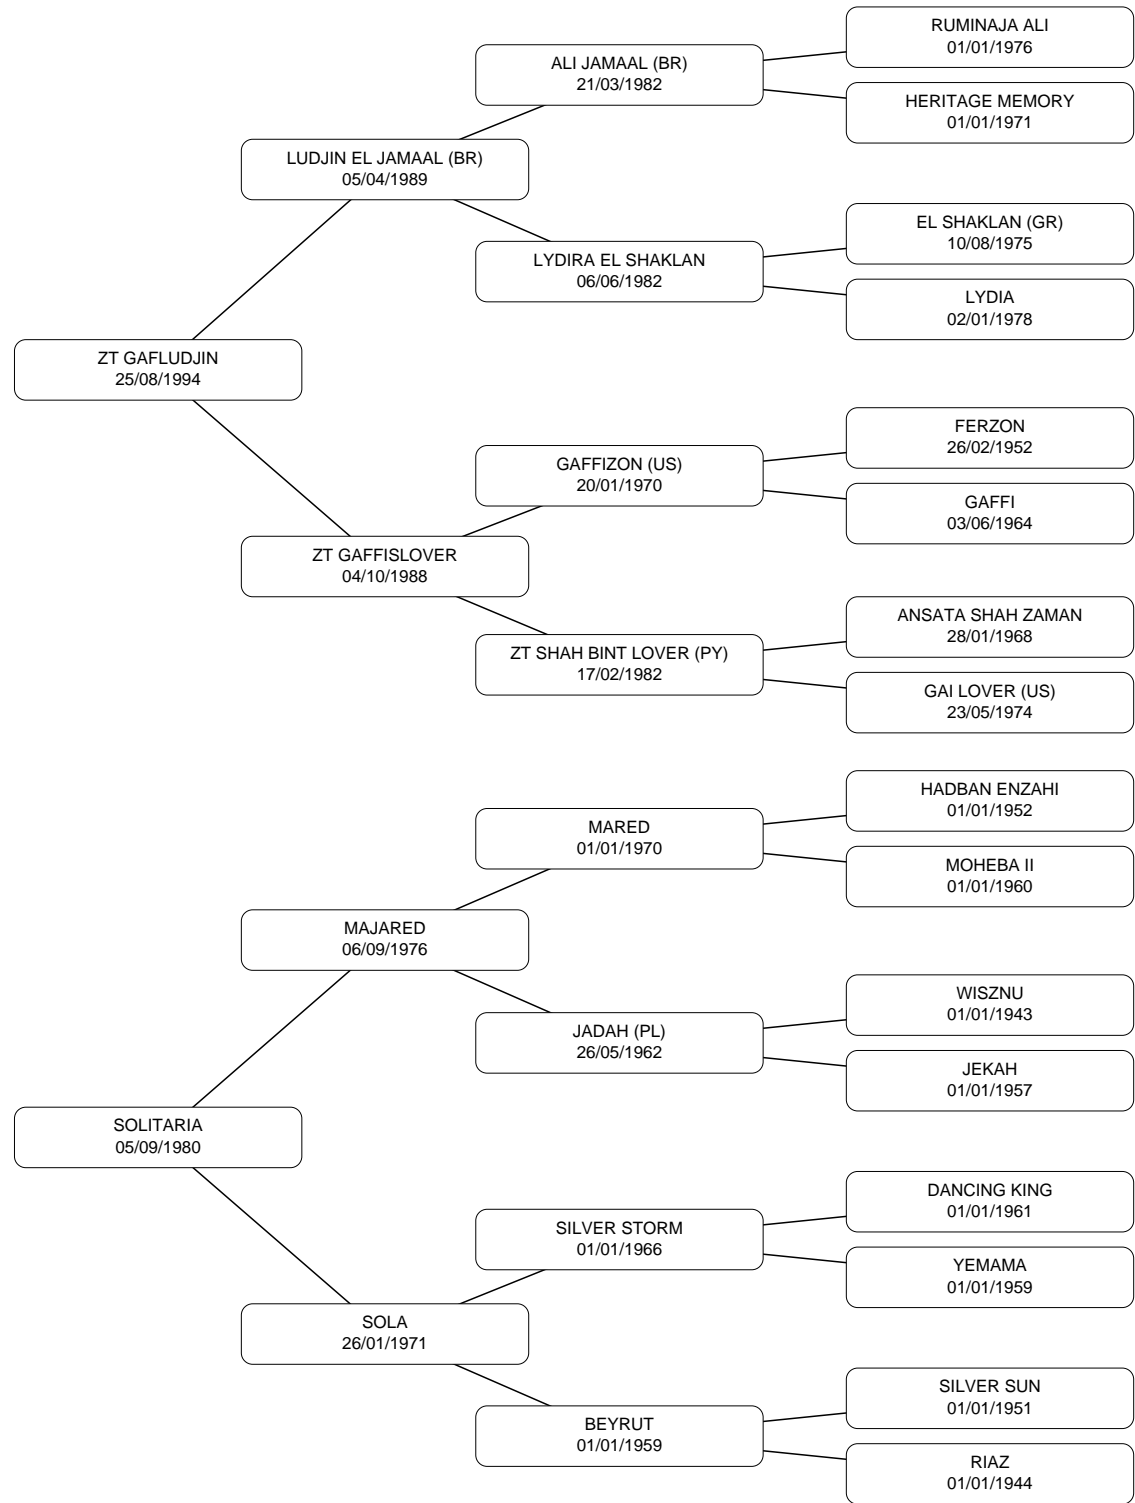 RUMINAJA ALI
01/01/1976
ALI JAMAAL (BR)
21/03/1982
HERITAGE MEMORY
01/01/1971
LUDJIN EL JAMAAL (BR)
05/04/1989
EL SHAKLAN (GR)
10/08/1975
LYDIRA EL SHAKLAN
06/06/1982
LYDIA
02/01/1978
ZT GAFLUDJIN
25/08/1994
FERZON
26/02/1952
GAFFIZON (US)
20/01/1970
GAFFI
03/06/1964
ZT GAFFISLOVER
04/10/1988
ANSATA SHAH ZAMAN
28/01/1968
ZT SHAH BINT LOVER (PY)
17/02/1982
GAI LOVER (US)
23/05/1974
HADBAN ENZAHI
01/01/1952
MARED
01/01/1970
MOHEBA II
01/01/1960
MAJARED
06/09/1976
WISZNU
01/01/1943
JADAH (PL)
26/05/1962
JEKAH
01/01/1957
SOLITARIA
05/09/1980
DANCING KING
01/01/1961
SILVER STORM
01/01/1966
YEMAMA
01/01/1959
SOLA
26/01/1971
SILVER SUN
01/01/1951
BEYRUT
01/01/1959
RIAZ
01/01/1944